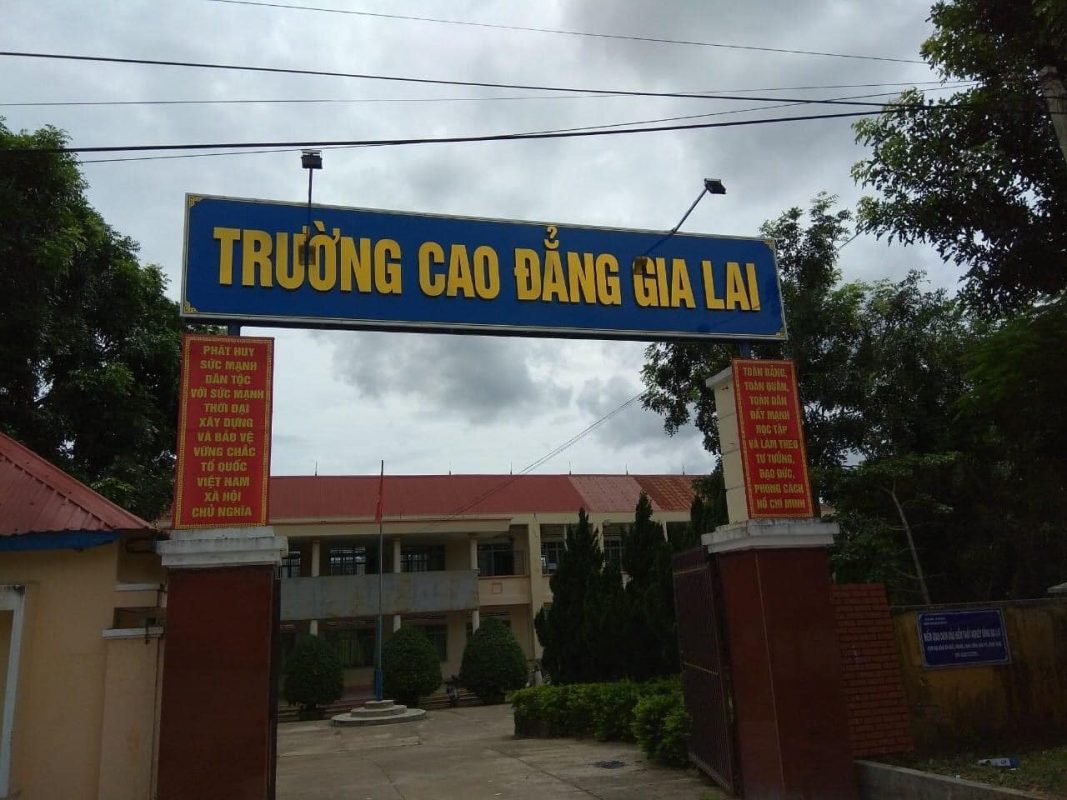 TRƯỜNG CAO ĐẲNG GIA LAI
PHÁT HUY
SỨC MẠNH
DÂN TỘC
VỚI SỨC MẠNH
THỜI ĐẠI
XÂY DỰNG
VÀ BẢO VỆ
VỮNG CHẮC
TỔ QUỐC
VIỆT NAM
XÃ HỘI
CHỦ NGHĨA
TOÀN ĐẢNG,
TOÀN QUÂN,
TOÀN DÂN
ĐẨY MẠNH
HỌC TẬP
VÀ LÀM THEO
TƯ TƯỞNG,
ĐẠO ĐỨC,
PHONG CÁCH
HỒ CHÍ MINH